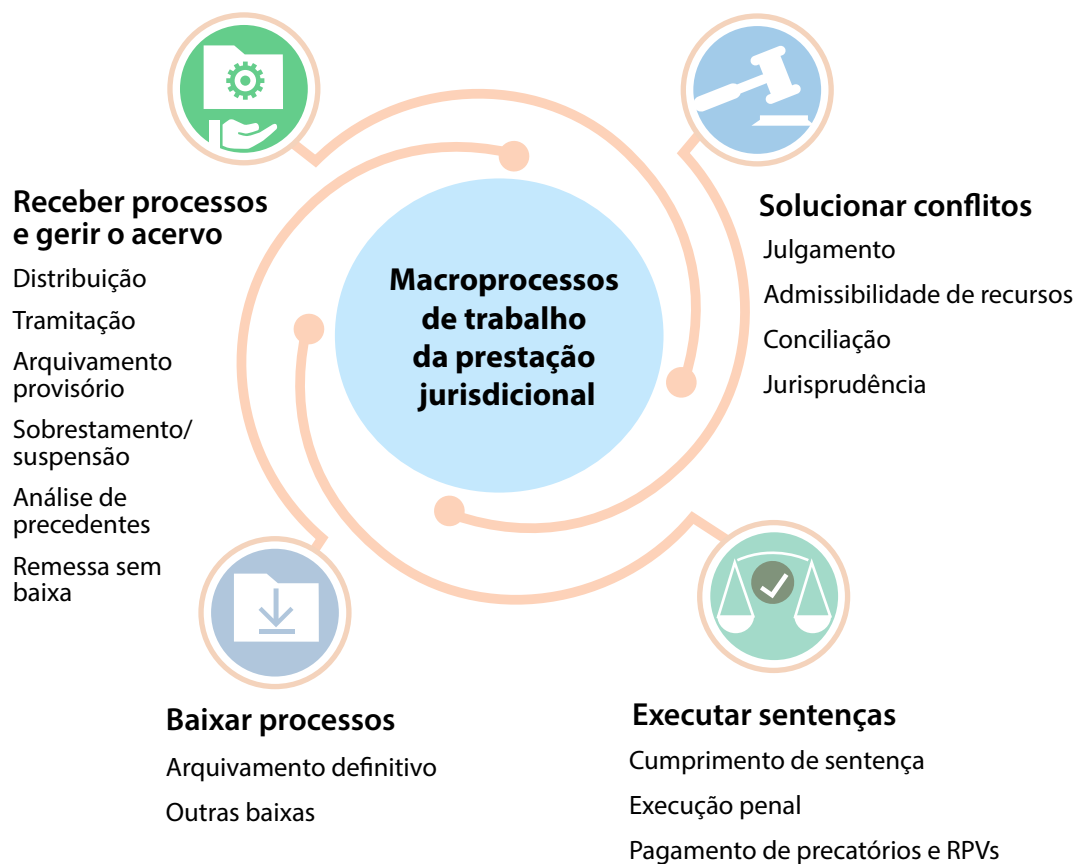 Receber processos
e gerir o acervo
Distribuição
Tramitação
Arquivamento
provisório
Sobrestamento/
suspensão
Análise de
precedentes
Remessa sem
baixa
Macroprocessos
de trabalho
da prestação
jurisdicional
Solucionar conflitos
Julgamento
Admissibilidade de recursos
Conciliação
Jurisprudência
Baixar processos
Arquivamento definitivo
Outras baixas
Executar sentenças
Cumprimento de sentença
Execução penal
Pagamento de precatórios e RPVs